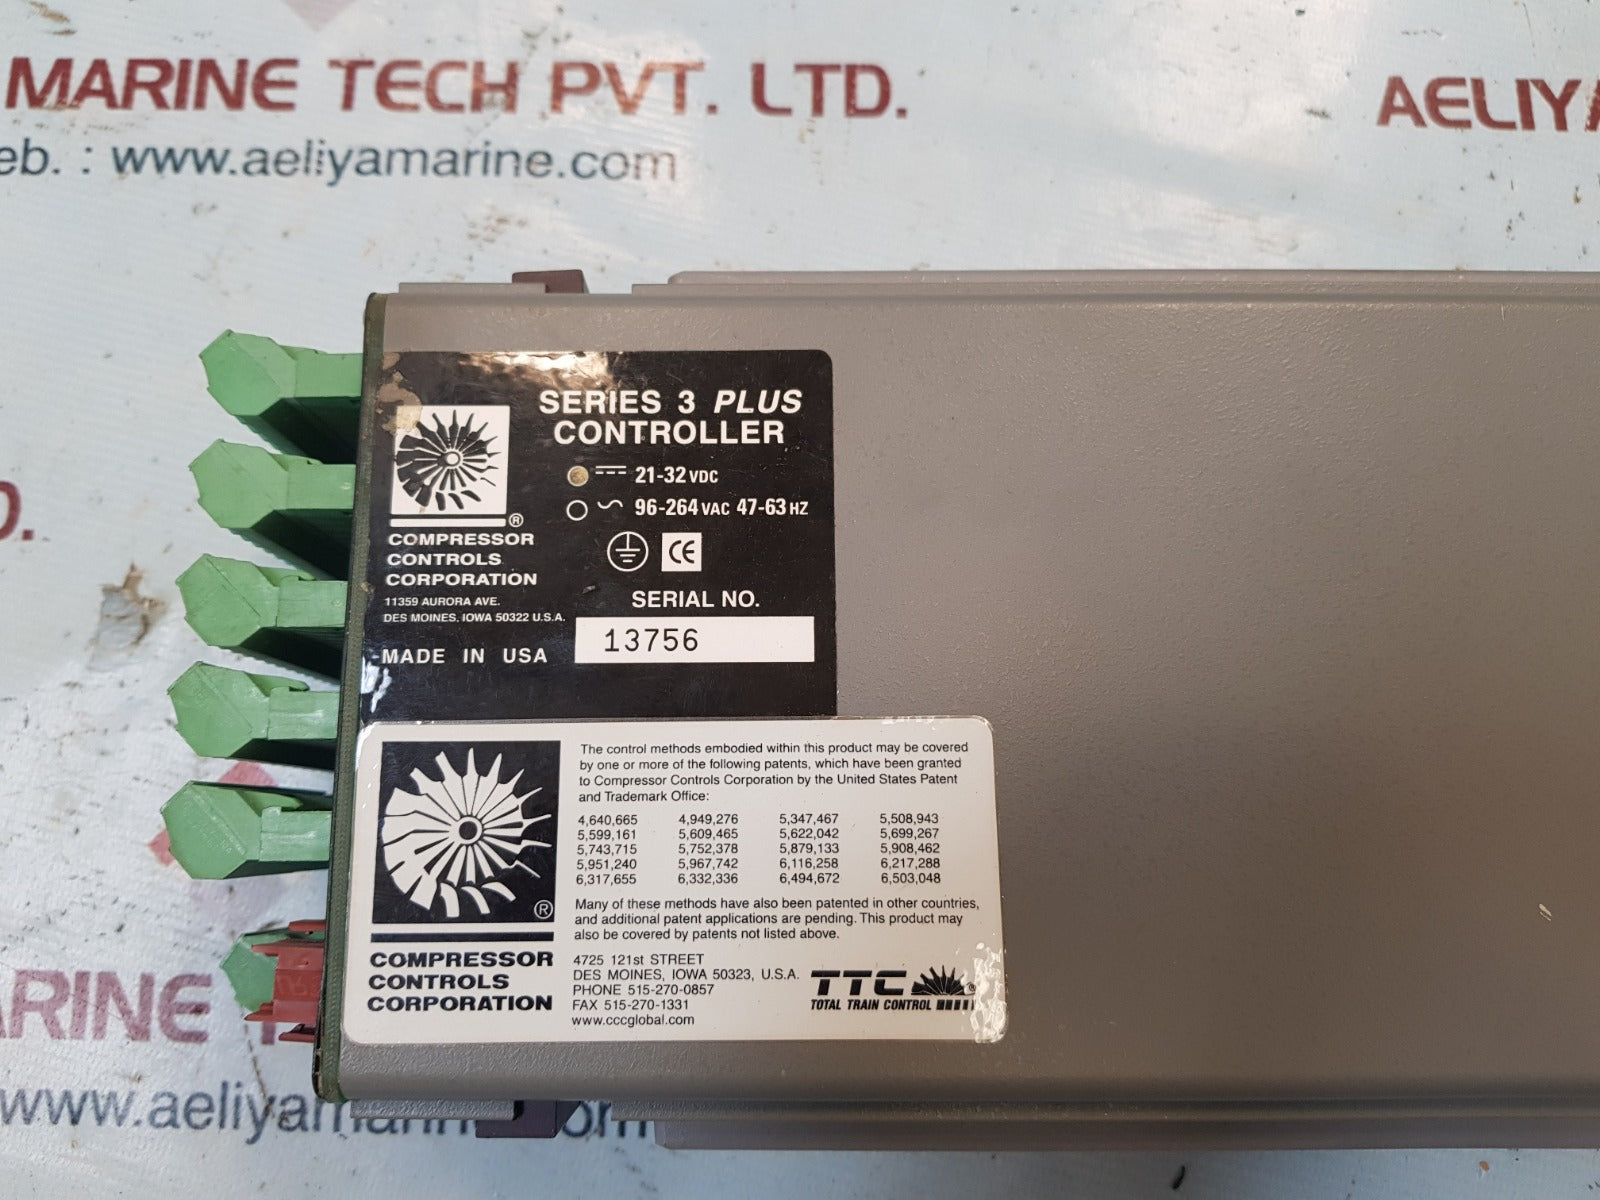 MARINE TECH PVT. LTD.
AELIYA
eb. : www.aeliyamarine.com
D.
SERIES 3 PLUS
CONTROLLER
21-32 VDC
96-264 VAC 47-63 HZ
CE
®
COMPRESSOR
CONTROLS
CORPORATION
11359 AURORA AVE.
DES MOINES, IOWA 50322 U.S.A.
SERIAL NO.
13756
MADE IN USA
The control methods embodied within this product may be covered
by one or more of the following patents, which have been granted
to Compressor Controls Corporation by the United States Patent
and Trademark Office:
4,640,665 4,949,276 5,347,467 5,508,943
5,599,161 5,609,465 5,622,042 5,699,267
5,743,715 5,752,378 5,879,133 5,908,462
5,951,240 5,967,742 6,116,258 6,217,288
6,317,655 6,332,336 6,494,672 6,503,048
Many of these methods have also been patented in other countries,
and additional patent applications are pending. This product may
also be covered by patents not listed above.
®
COMPRESSOR
CONTROLS
CORPORATION
4725 121st STREET
DES MOINES, IOWA 50323, U.S.A.
PHONE 515-270-0857
FAX 515-270-1331
www.cccglobal.com
TTC
®
TOTAL TRAIN CONTROL
ARINE
www.aeliyamarine.com